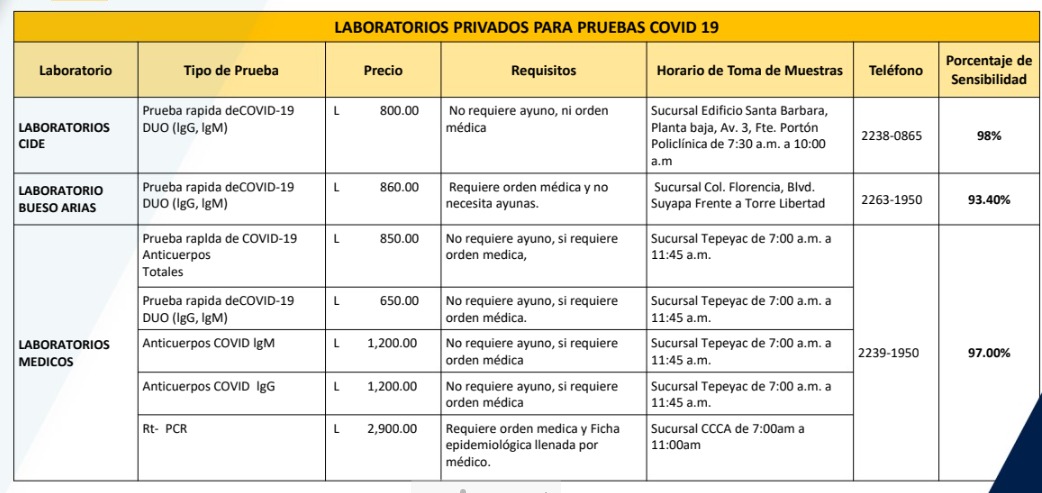 LABORATORIOS PRIVADOS PARA PRUEBAS COVID 19
Laboratorio Tipo de Prueba Precio Requisitos Horario de Toma de Muestras Teléfono Porcentaje de
Sensibilidad
LABORATORIOS
CIDE
Prueba rapida deCOVID-19
DUO (IgG, IgM)
L 800.00
No requiere ayuno, ni orden
médica
Sucursal Edificio Santa Barbara,
Planta baja, Av. 3, Fte. Portón
Policlínica de 7:30 a.m. a 10:00
a.m
2238-0865
98%
LABORATORIO
BUESO ARIAS
Prueba rapida deCOVID-19
DUO (IgG, IgM)
L 860.00
Requiere orden médica y no
necesita ayunas.
Sucursal Col. Florencia, Blvd.
Suyapa Frente a Torre Libertad
2263-1950
93.40%
LABORATORIOS
MEDICOS
Prueba rapIda de COVID-19
Anticuerpos
Totales
L 850.00
No requiere ayuno, si requiere
orden medica,
Sucursal Tepeyac de 7:00 a.m. a
11:45 a.m.
Prueba rapida deCOVID-19
DUO (IgG, IgM)
L 650.00
No requiere ayuno, si requiere
orden médica.
Sucursal Tepeyac de 7:00 a.m. a
11:45 a.m.
Anticuerpos COVID IgM
L 1,200.00
No requiere ayuno, si requiere
orden médica
Sucursal Tepeyac de 7:00 a.m. a
11:45 a.m.
Anticuerpos COVID IgG
L 1,200.00
No requiere ayuno, si requiere
orden médica
Sucursal Tepeyac de 7:00 a.m. a
11:45 a.m.
Rt- PCR
L 2,900.00
Requiere orden medica y Ficha
epidemiológica llenada por
médico.
Sucursal CCCA de 7:00am a
11:00am
2239-1950
97.00%